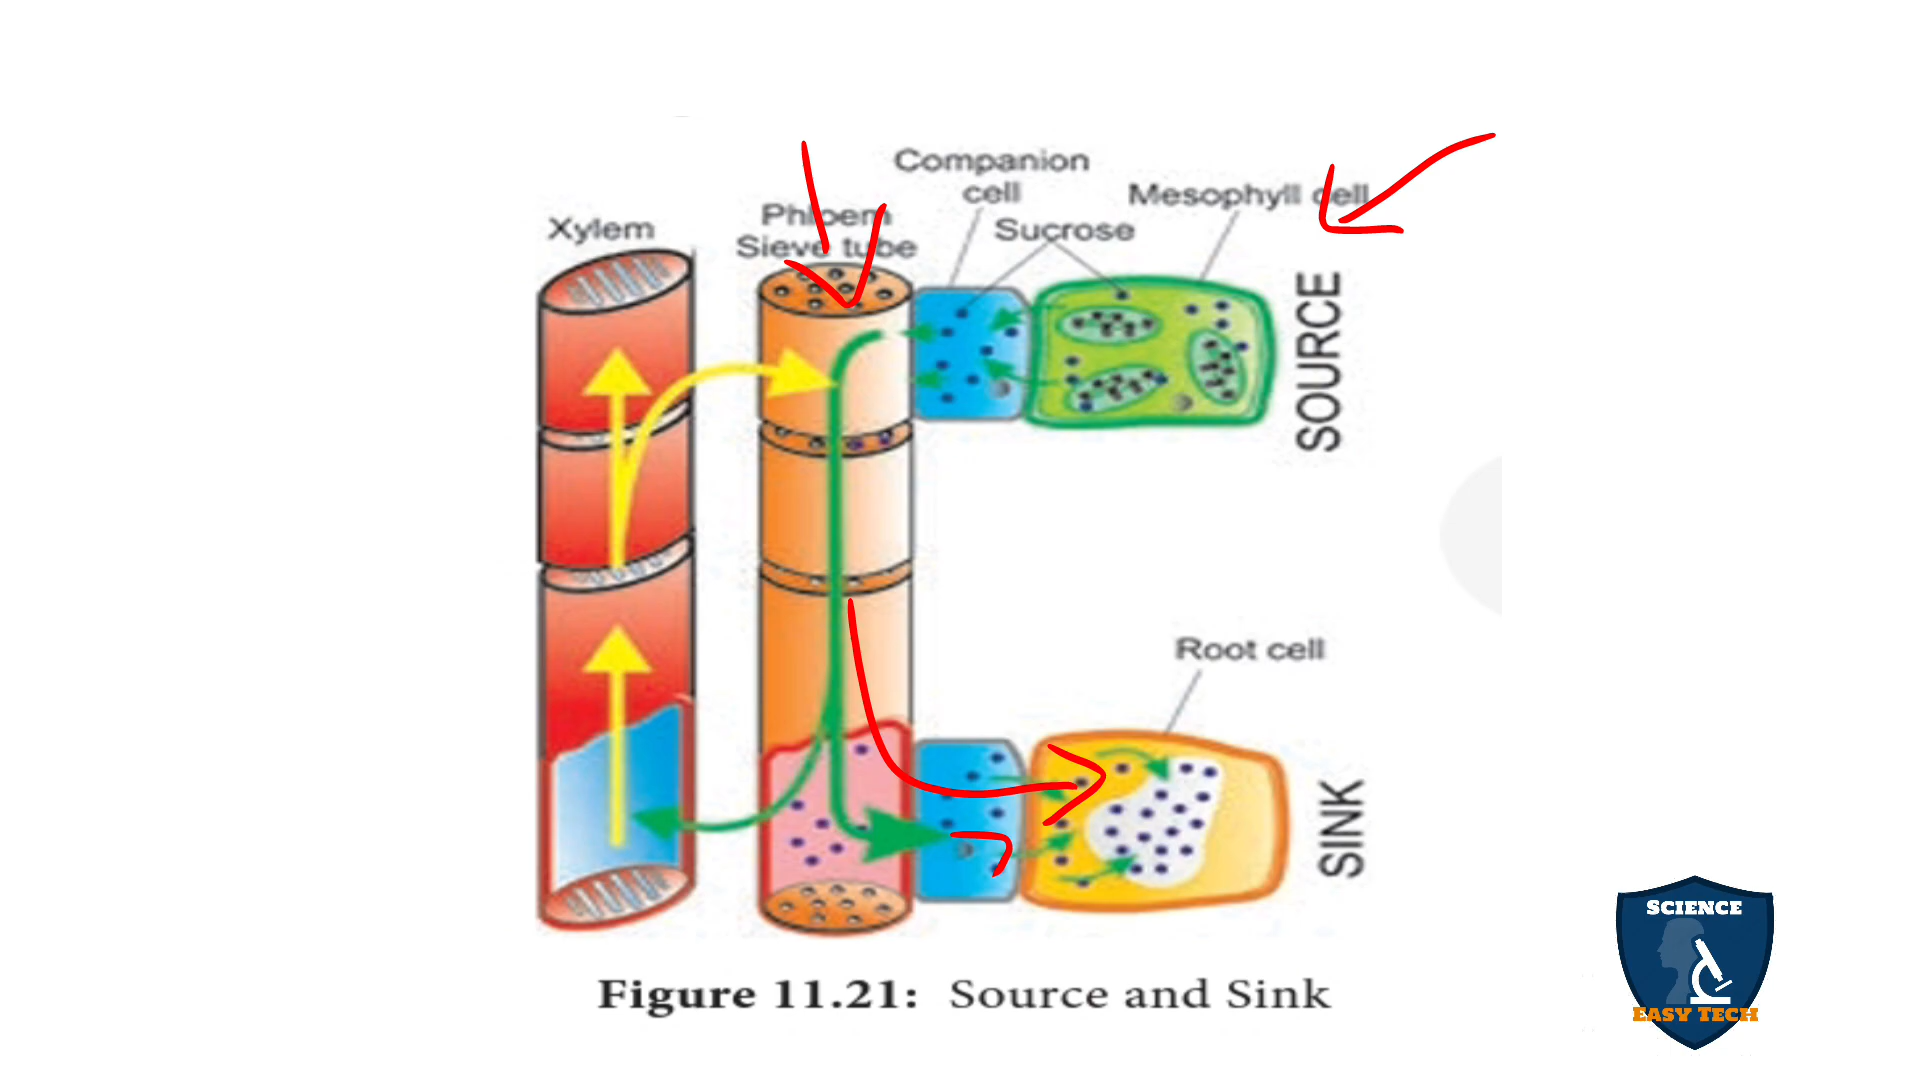 Companion
cell
Mesophyll cell
Xylem
Phloem
Sieve tube
Sucrose
SOURCE
Root cell
SINK
Figure 11.21: Source and Sink
SCIENCE
EASY TECH